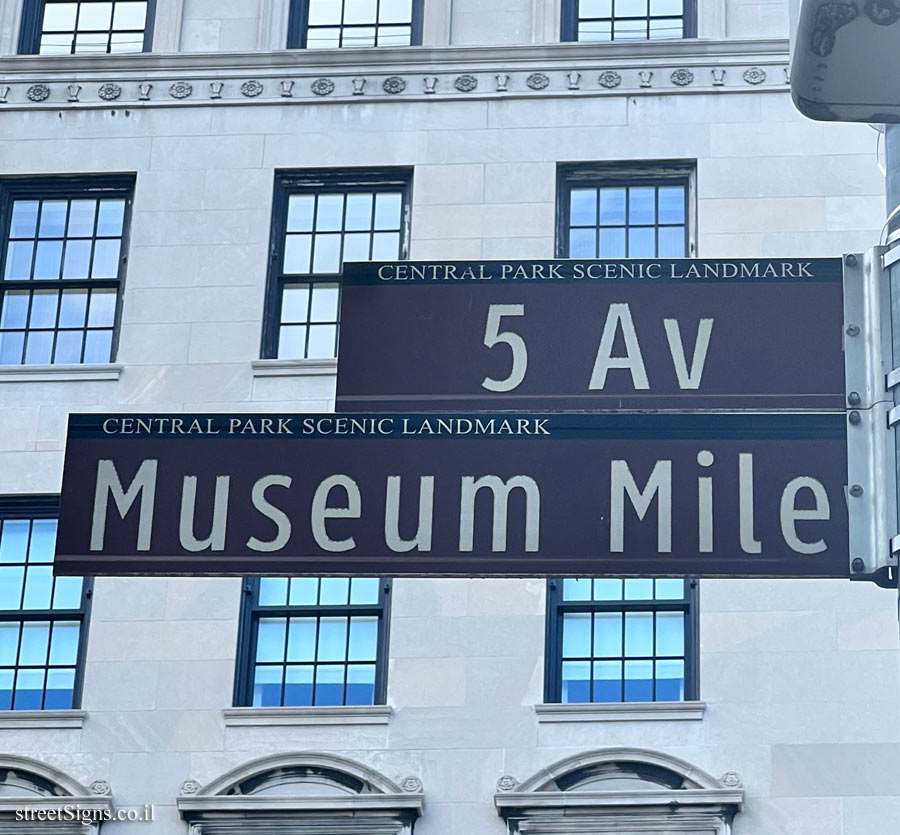 CENTRAL PARK SCENIC LANDMARK
5 Av
CENTRAL PARK SCENIC LANDMARK
Museum Mile
streetSigns.co.il